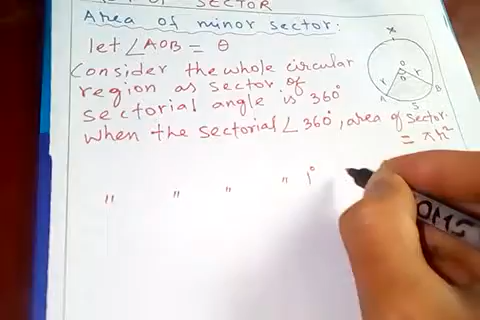 SECTOR
Area of minor sector:
let ∠AOB = θ
Consider the whole circular
region as sector of
sectorial angle is 360°
When the sectorial ∠ 360°, area of sector
= πr²
" " " " 1°
X
O
θ
r r
A B
S
OMS